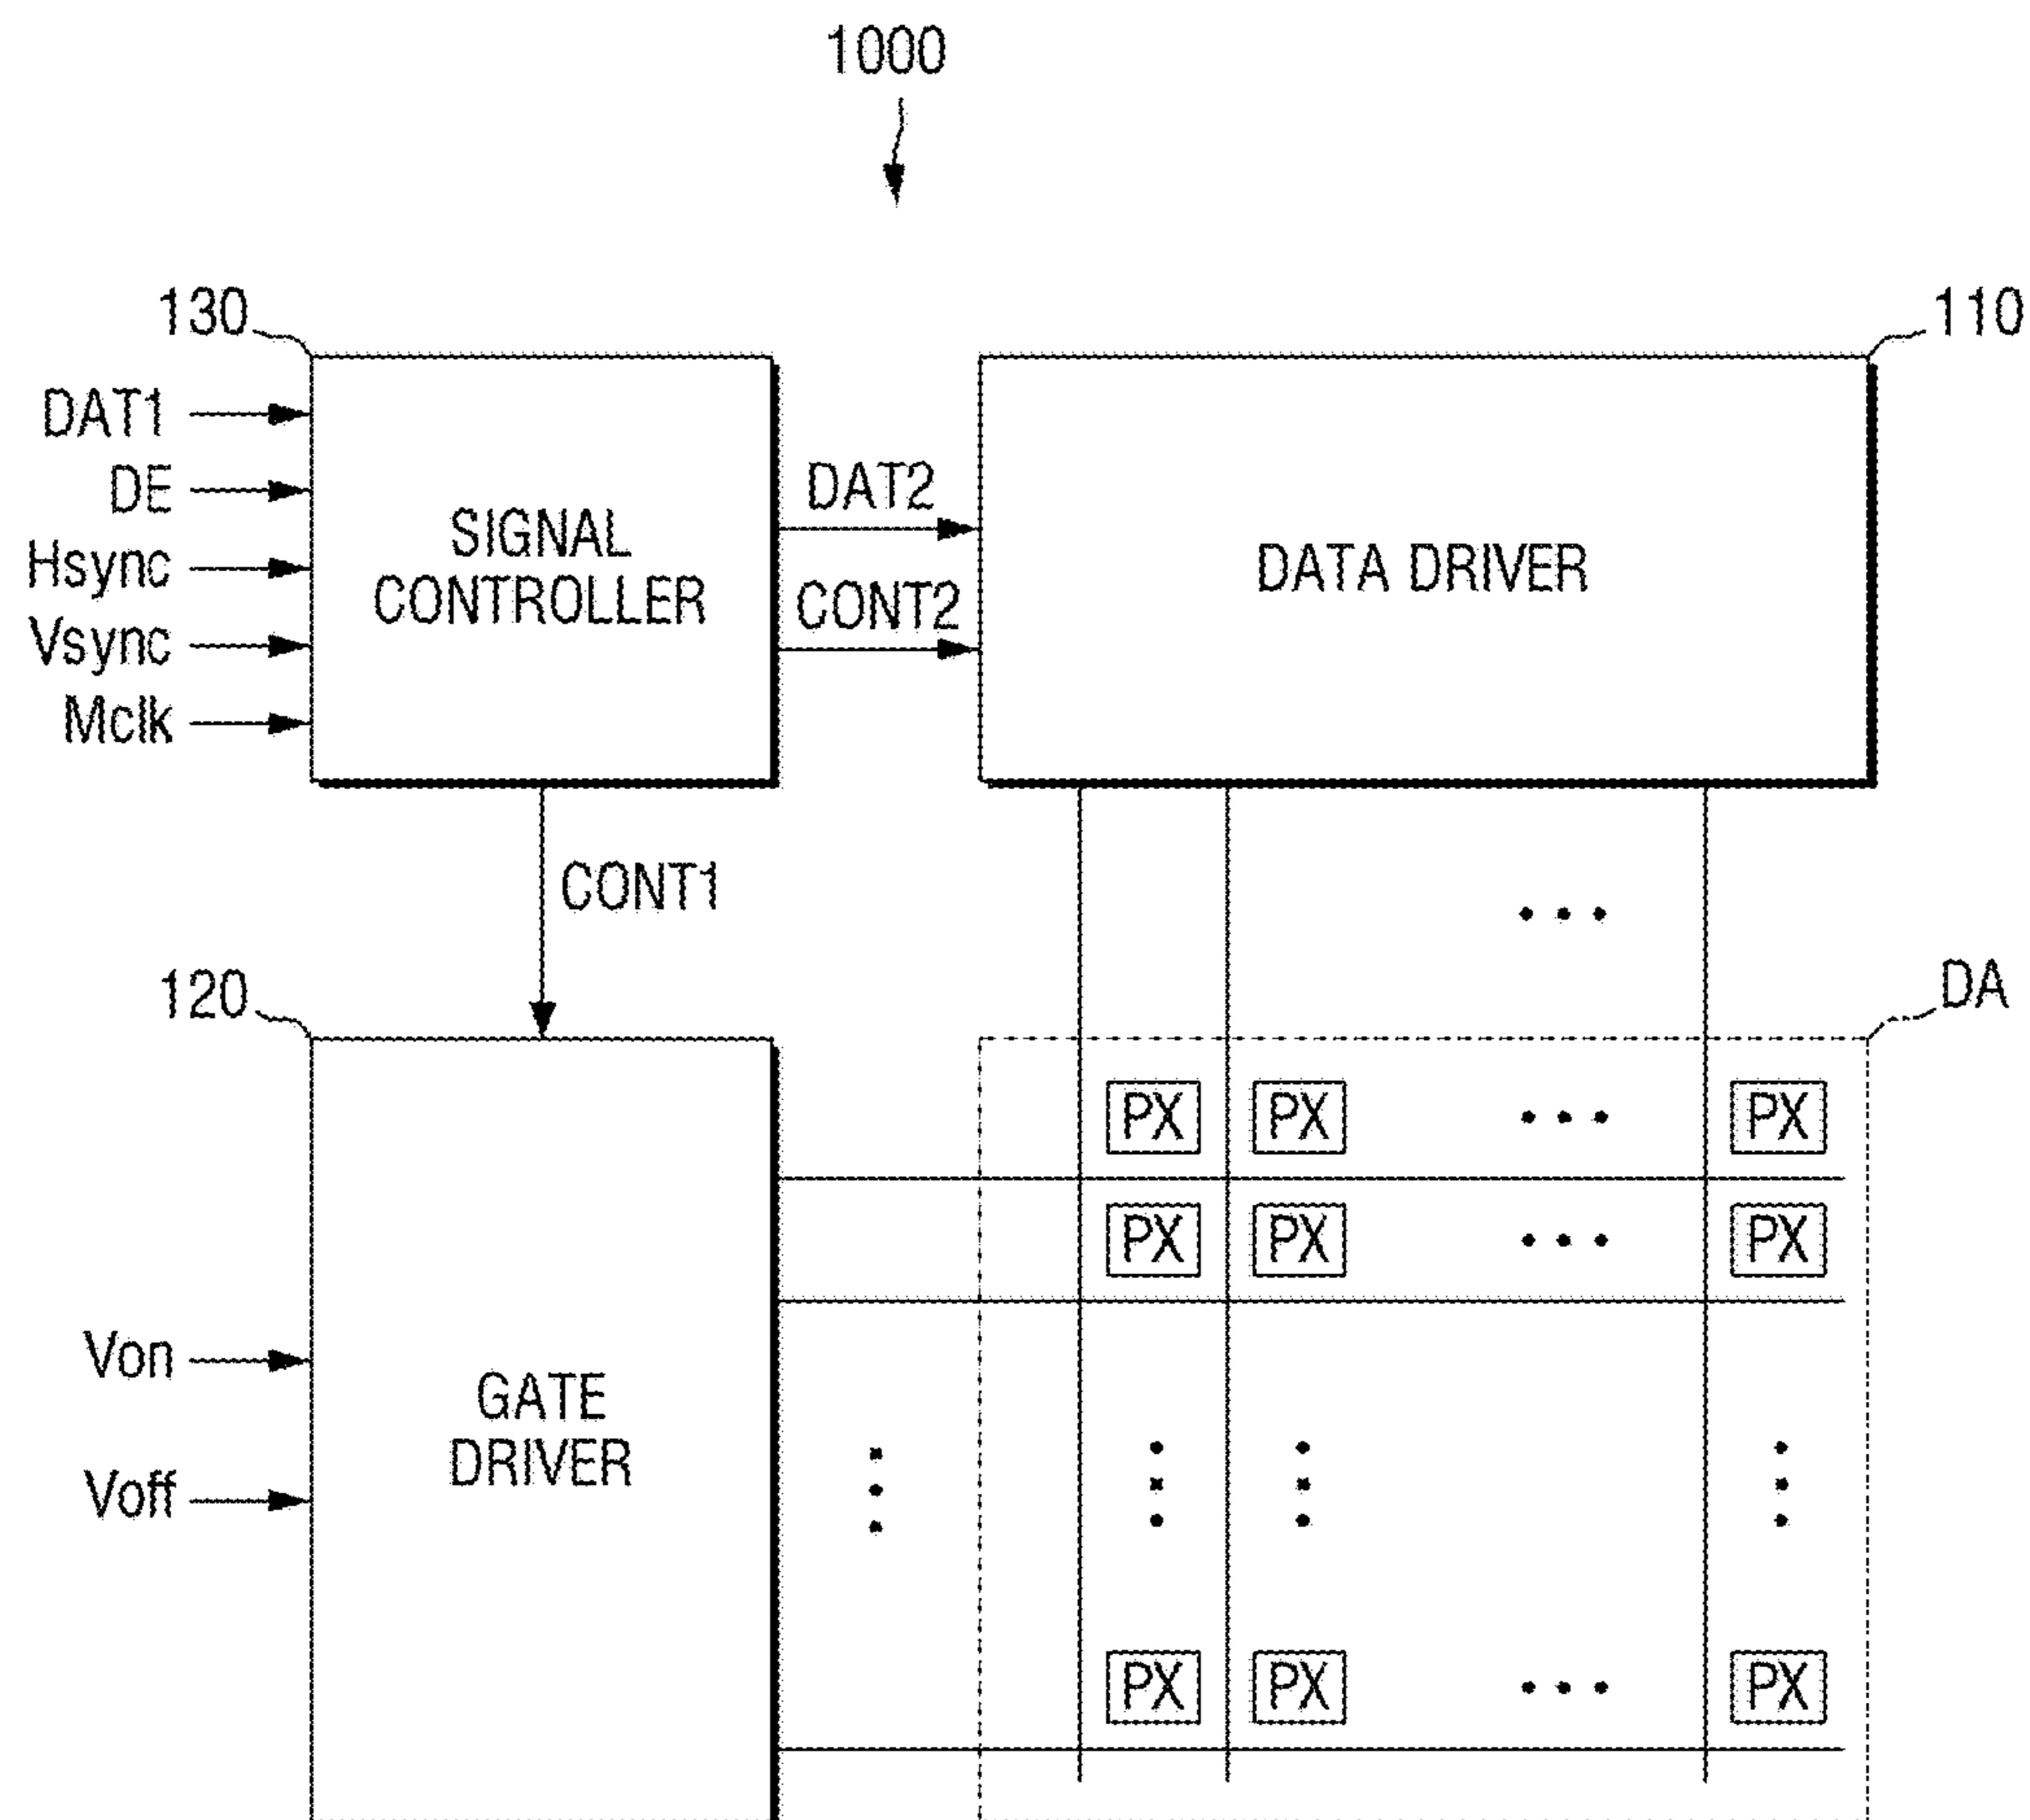 1000
130
110
DAT1
DE
Hsync
Vsync
Mclk
SIGNAL
CONTROLLER
DAT2
CONT2
DATA DRIVER
CONT1
120
DA
Von
Voff
GATE
DRIVER
PX PX PX
PX PX PX
PX PX PX